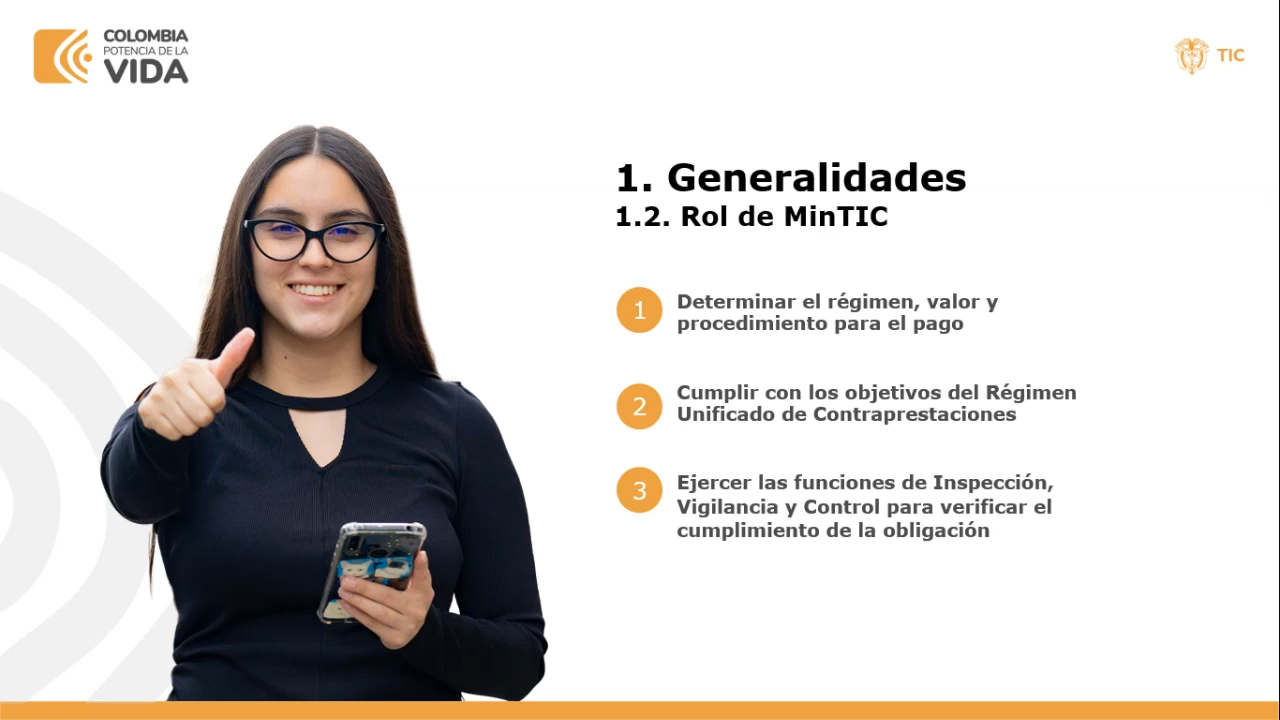 COLOMBIA
POTENCIA DE LA
VIDA
TIC
1. Generalidades
1.2. Rol de MinTIC
1
Determinar el régimen, valor y
procedimiento para el pago
2
Cumplir con los objetivos del Régimen
Unificado de Contraprestaciones
3
Ejercer las funciones de Inspección,
Vigilancia y Control para verificar el
cumplimiento de la obligación